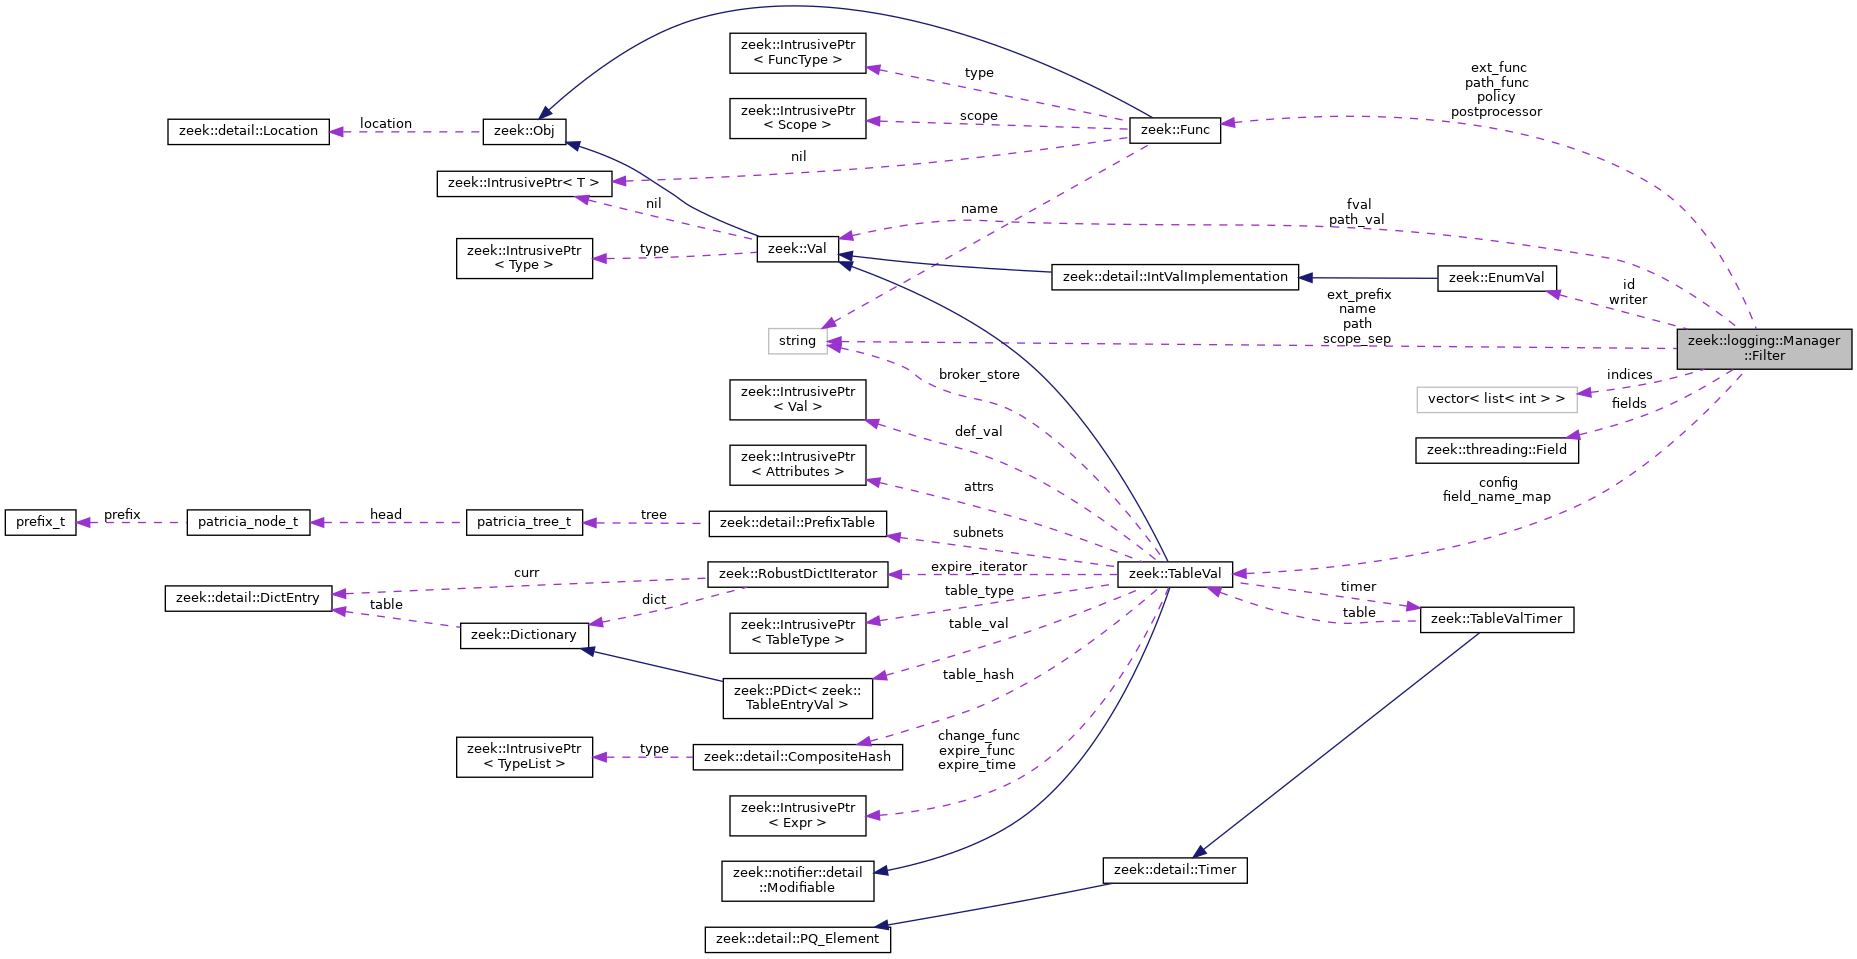 zeek::IntrusivePtr
< FuncType >
type
ext_func
path_func
policy
postprocessor
zeek::IntrusivePtr
< Scope >
scope
zeek::detail::Location
location
zeek::Obj
zeek::Func
nil
zeek::IntrusivePtr< T >
nil
name
fval
path_val
zeek::IntrusivePtr
< Type >
type
zeek::Val
zeek::detail::IntValImplementation
zeek::EnumVal
id
writer
ext_prefix
name
path
scope_sep
string
zeek::logging::Manager
::Filter
broker_store
indices
vector< list< int > >
fields
zeek::IntrusivePtr
< Val >
def_val
zeek::threading::Field
zeek::IntrusivePtr
< Attributes >
attrs
config
field_name_map
prefix_t
prefix
patricia_node_t
head
patricia_tree_t
tree
zeek::detail::PrefixTable
subnets
curr
zeek::RobustDictIterator
expire_iterator
zeek::TableVal
timer
zeek::detail::DictEntry
table
dict
table_type
table
zeek::TableValTimer
zeek::Dictionary
zeek::IntrusivePtr
< TableType >
table_val
zeek::PDict< zeek::
TableEntryVal >
table_hash
zeek::IntrusivePtr
< TypeList >
type
zeek::detail::CompositeHash
change_func
expire_func
expire_time
zeek::IntrusivePtr
< Expr >
zeek::notifier::detail
::Modifiable
zeek::detail::Timer
zeek::detail::PQ_Element